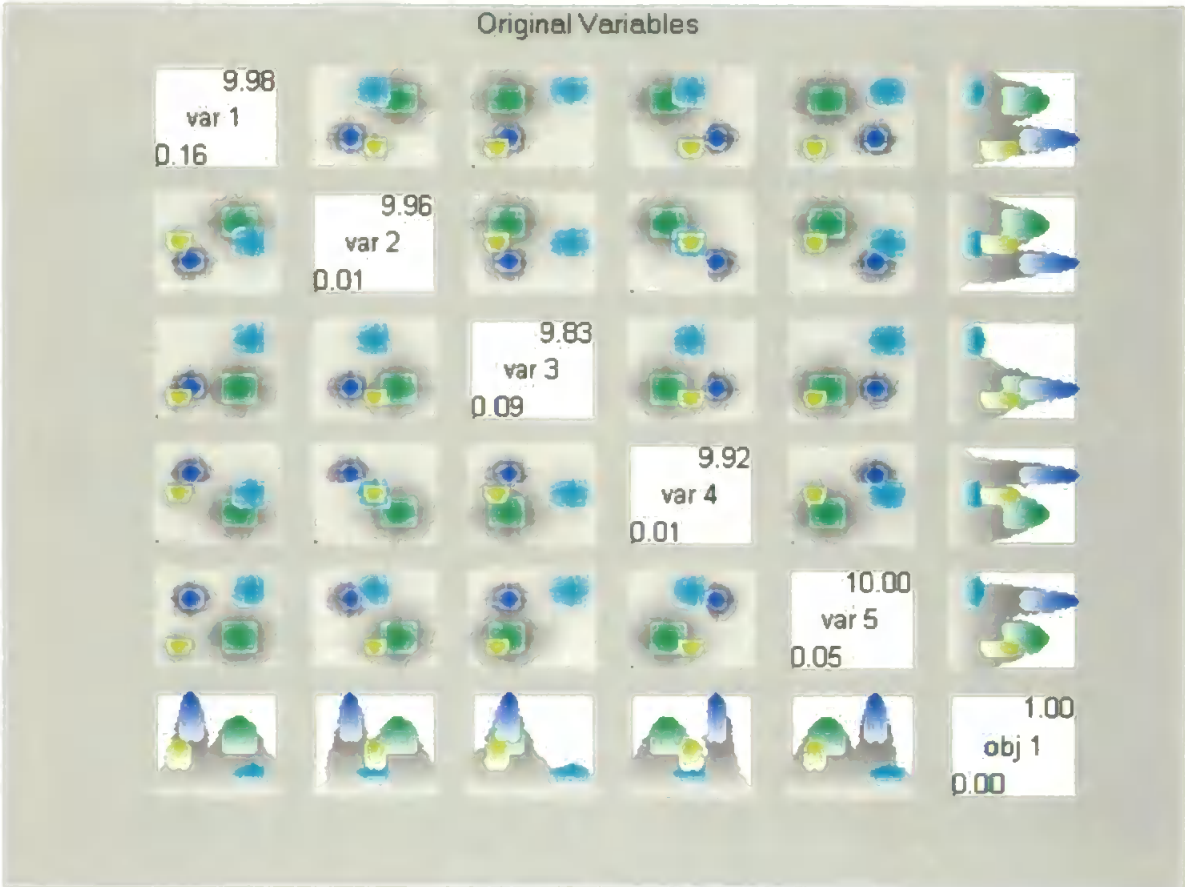 Original Variables
9.98
var 1
0.16
9.96
var 2
0.01
9.83
var 3
0.09
9.92
var 4
0.01
10.00
var 5
0.05
1.00
obj 1
0.00